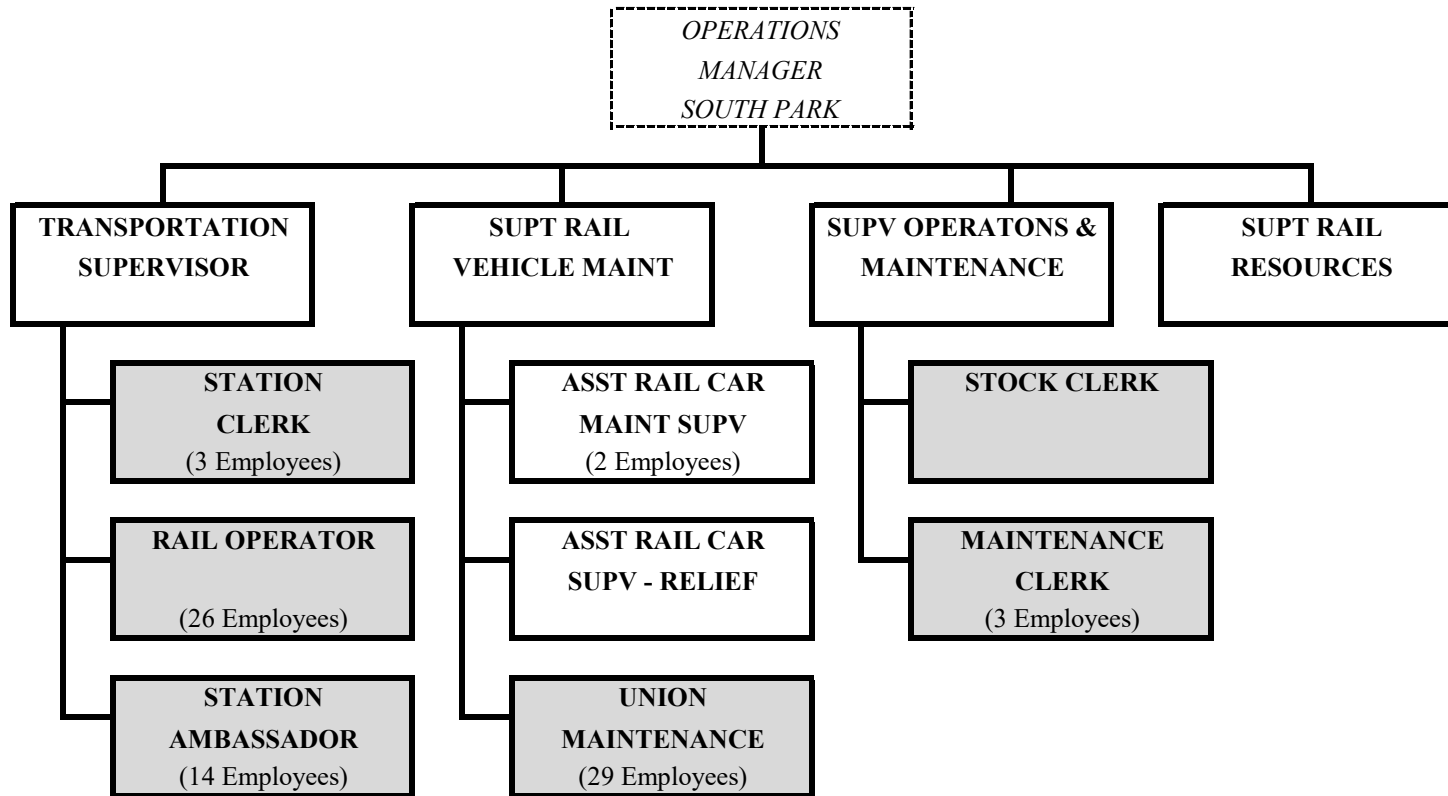 OPERATIONS
MANAGER
SOUTH PARK
TRANSPORTATION
SUPERVISOR
SUPT RAIL
VEHICLE MAINT
SUPV OPERATONS &
MAINTENANCE
SUPT RAIL
RESOURCES
STATION
CLERK
(3 Employees)
ASST RAIL CAR
MAINT SUPV
(2 Employees)
STOCK CLERK
RAIL OPERATOR
(26 Employees)
ASST RAIL CAR
SUPV - RELIEF
MAINTENANCE
CLERK
(3 Employees)
STATION
AMBASSADOR
(14 Employees)
UNION
MAINTENANCE
(29 Employees)